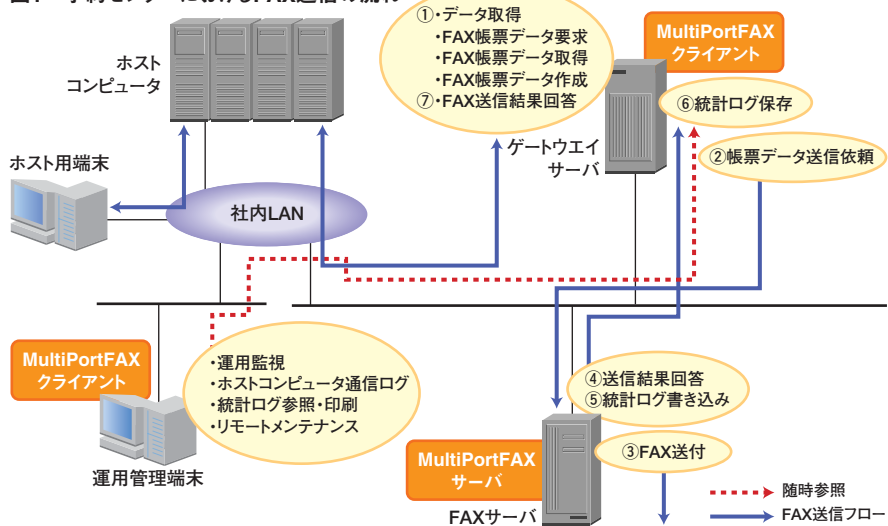 ①・データ取得
・FAX帳票データ要求
・FAX帳票データ取得
・FAX帳票データ作成
⑦・FAX送信結果回答
MultiPortFAX
クライアント
ホスト
コンピュータ
⑥統計ログ保存
ゲートウエイ
サーバ
②帳票データ送信依頼
ホスト用端末
社内LAN
MultiPortFAX
クライアント
・運用監視
・ホストコンピュータ通信ログ
・統計ログ参照・印刷
・リモートメンテナンス
運用管理端末
④送信結果回答
⑤統計ログ書き込み
③FAX送付
MultiPortFAX
サーバ
FAXサーバ
随時参照
FAX送信フロー